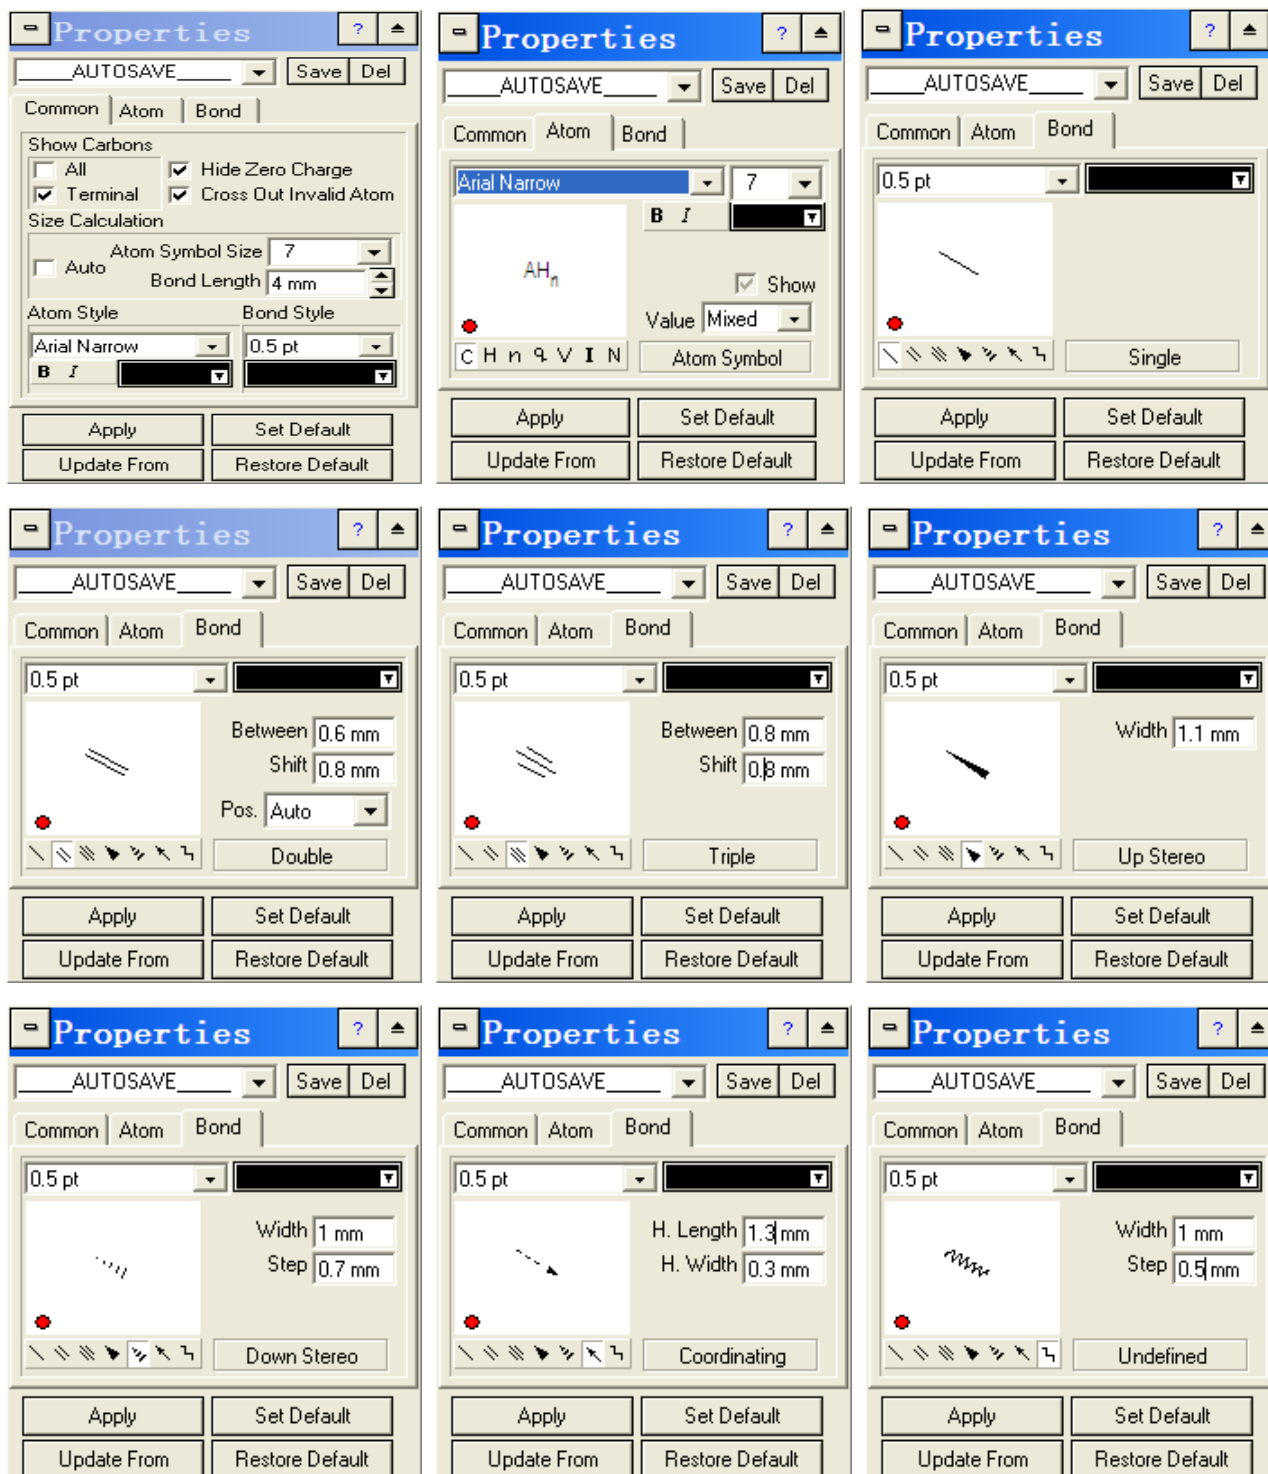 Properties ?
____AUTOSAVE____ Save Del
Common Atom Bond
Show Carbons
All Hide Zero Charge
Terminal Cross Out Invalid Atom
Size Calculation
Atom Symbol Size 7
Auto
Bond Length 4 mm
Atom Style Bond Style
Arial Narrow 0.5 pt
B I
Apply Set Default
Update From Restore Default
Properties ?
____AUTOSAVE____ Save Del
Common Atom Bond
Arial Narrow 7
B I
AHn
Show
Value Mixed
C H n q V I N Atom Symbol
Apply Set Default
Update From Restore Default
Properties ?
____AUTOSAVE____ Save Del
Common Atom Bond
0.5 pt
Single
Apply Set Default
Update From Restore Default
Properties ?
____AUTOSAVE____ Save Del
Common Atom Bond
0.5 pt
Between 0.6 mm
Shift 0.8 mm
Pos. Auto
Double
Apply Set Default
Update From Restore Default
Properties ?
____AUTOSAVE____ Save Del
Common Atom Bond
0.5 pt
Between 0.8 mm
Shift 0.8 mm
Triple
Apply Set Default
Update From Restore Default
Properties ?
____AUTOSAVE____ Save Del
Common Atom Bond
0.5 pt
Width 1.1 mm
Up Stereo
Apply Set Default
Update From Restore Default
Properties ?
____AUTOSAVE____ Save Del
Common Atom Bond
0.5 pt
Width 1 mm
Step 0.7 mm
Down Stereo
Apply Set Default
Update From Restore Default
Properties ?
____AUTOSAVE____ Save Del
Common Atom Bond
0.5 pt
H. Length 1.3 mm
H. Width 0.3 mm
Coordinating
Apply Set Default
Update From Restore Default
Properties ?
____AUTOSAVE____ Save Del
Common Atom Bond
0.5 pt
Width 1 mm
Step 0.5 mm
Undefined
Apply Set Default
Update From Restore Default